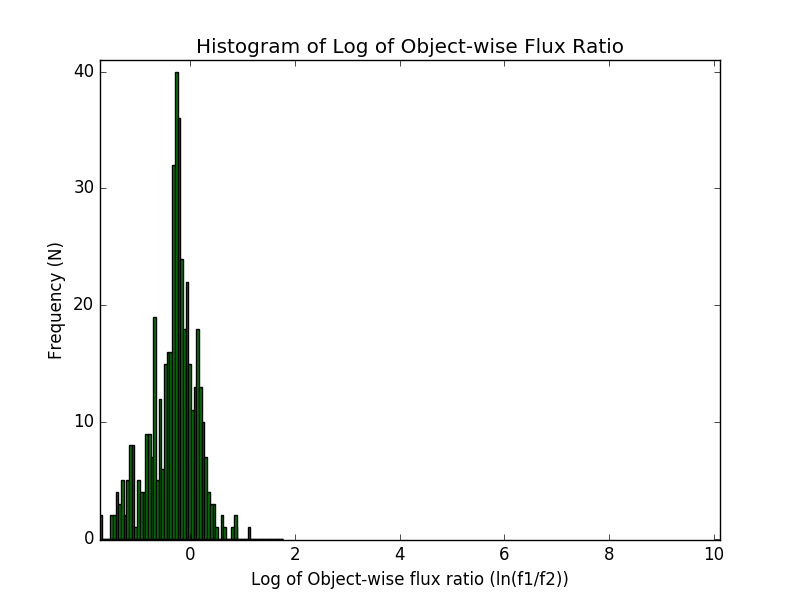 Histogram of Log of Object-wise Flux Ratio
40
30
20
10
0
Frequency (N)
0 2 4 6 8 10
Log of Object-wise flux ratio (ln(f1/f2))